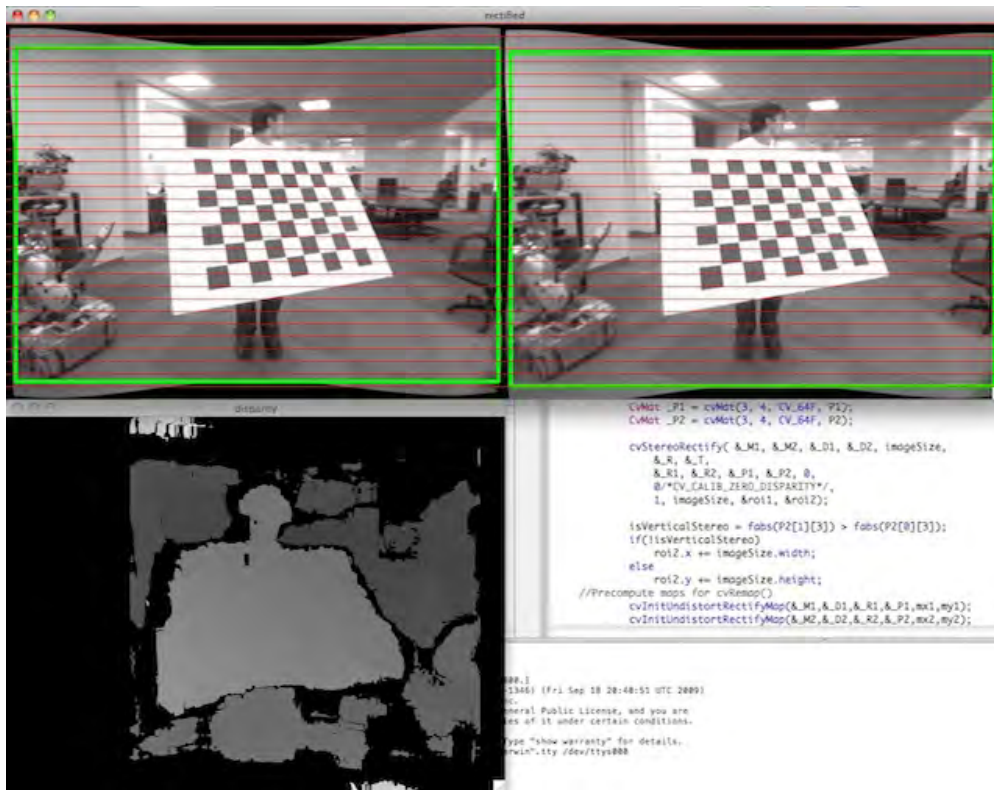 rectified
disparity
CvMat _P1 = cvMat(3, 4, CV_64F, P1);
CvMat _P2 = cvMat(3, 4, CV_64F, P2);
cvStereoRectify( &_M1, &_M2, &_D1, &_D2, imageSize,
&_R, &_T,
&_R1, &_R2, &_P1, &_P2, 0,
0/*CV_CALIB_ZERO_DISPARITY*/,
1, imageSize, &roi1, &roi2);
isVerticalStereo = fabs(P2[1][3]) > fabs(P2[0][3]);
if(!isVerticalStereo)
roi2.x += imageSize.width;
else
roi2.y += imageSize.height;
//Precompute maps for cvRemap()
cvInitUndistortRectifyMap(&_M1,&_D1,&_R1,&_P1,mx1,my1);
cvInitUndistortRectifyMap(&_M2,&_D2,&_R2,&_P2,mx2,my2);
-1346) (Fri Sep 18 20:40:51 UTC 2009)
General Public License, and you are
of it under certain conditions.
Type "show warranty" for details.
.tty /dev/ttys000